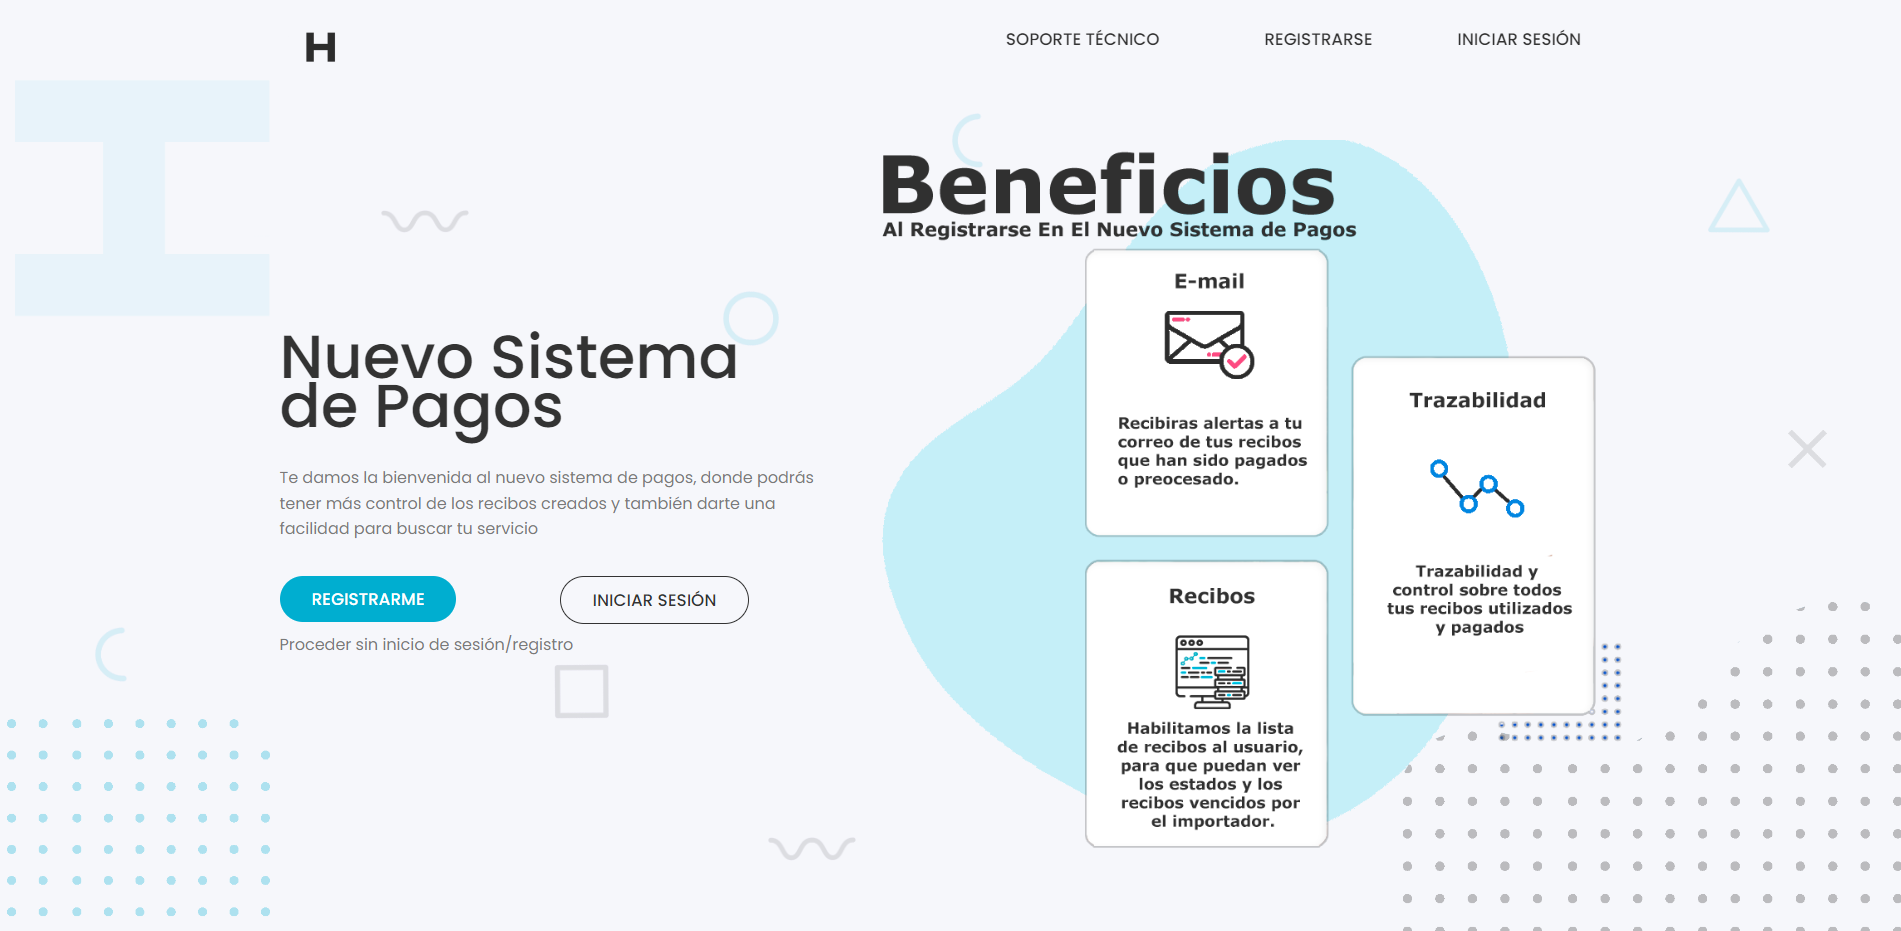 H
SOPORTE TÉCNICO
REGISTRARSE
INICIAR SESIÓN
Nuevo Sistema
de Pagos
Te damos la bienvenida al nuevo sistema de pagos, donde podrás
tener más control de los recibos creados y también darte una
facilidad para buscar tu servicio
REGISTRARME
INICIAR SESIÓN
Proceder sin inicio de sesión/registro
Beneficios
Al Registrarse En El Nuevo Sistema de Pagos
E-mail
Recibiras alertas a tu
correo de tus recibos
que han sido pagados
o preocesado.
Trazabilidad
Trazabilidad y
control sobre todos
tus recibos utilizados
y pagados
Recibos
Habilitamos la lista
de recibos al usuario,
para que puedan ver
los estados y los
recibos vencidos por
el importador.